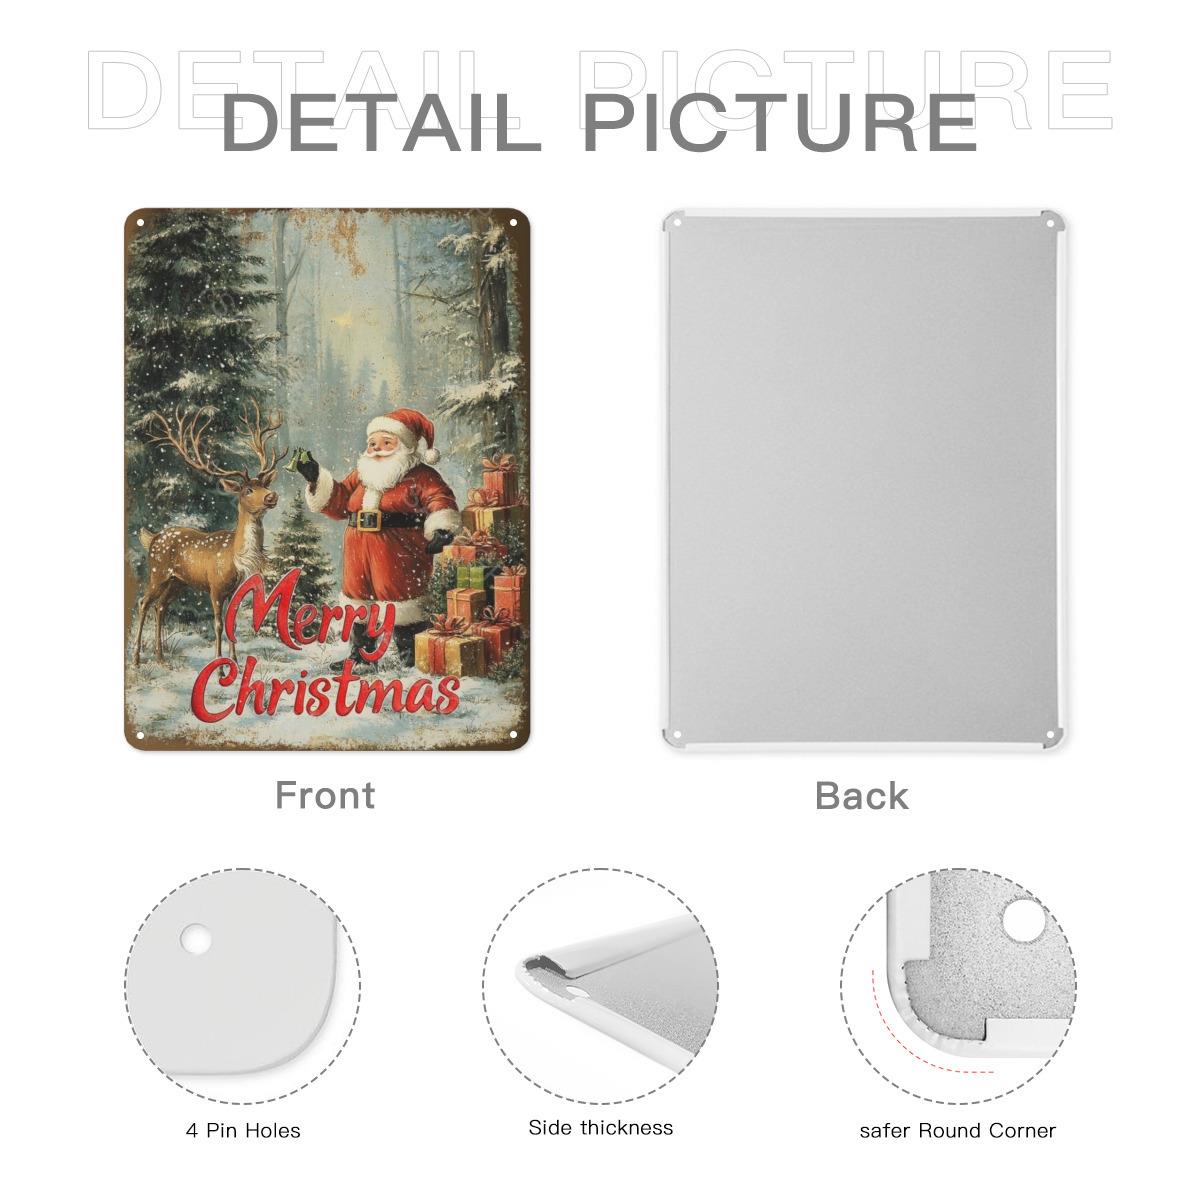 DETAIL PICTURE
DETAIL PICTURE
Merry
Christmas
Front
Back
4 Pin Holes
Side thickness
safer Round Corner